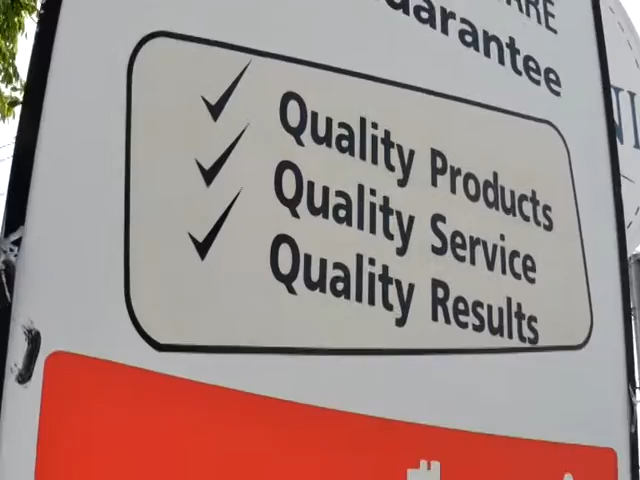 Guarantee
Quality Products
Quality Service
Quality Results